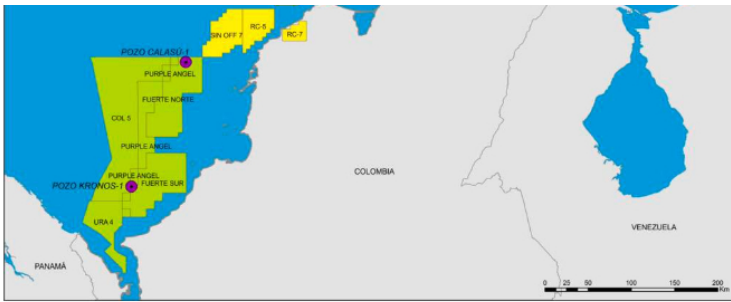 RC-5
SIN OFF 7
RC-7
POZO CALASÚ-1
PURPLE ANGEL
FUERTE NORTE
COL 5
PURPLE ANGEL
COLOMBIA
PURPLE ANGEL
POZO KRONOS-1
FUERTE SUR
URA 4
VENEZUELA
PANAMÁ
0 25 50 100 150 200
Km